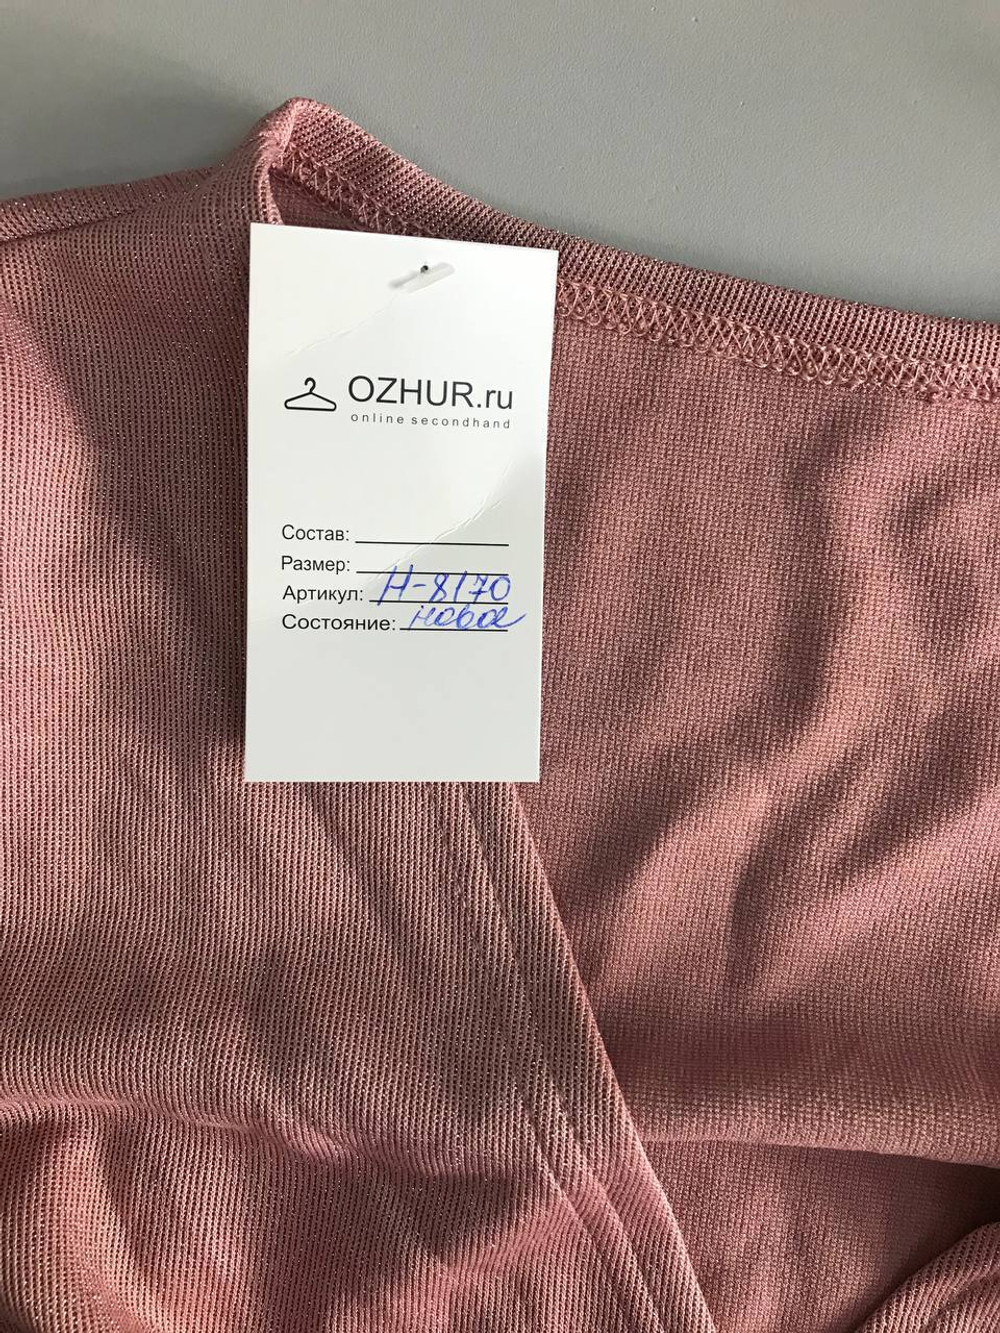 OZHUR.ru
online secondhand
Состав:
Размер:
Артикул: Н-8170
Состояние: новое